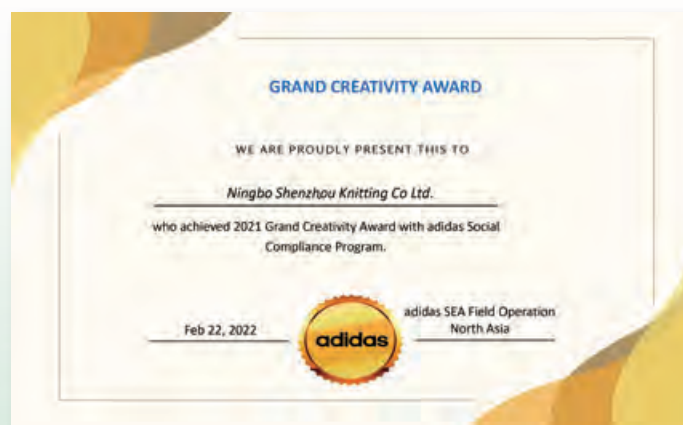 GRAND CREATIVITY AWARD
WE ARE PROUDLY PRESENT THIS TO
Ningbo Shenzhou Knitting Co Ltd.
who achieved 2021 Grand Creativity Award with adidas Social
Compliance Program.
Feb 22, 2022
adidas
adidas SEA Field Operation
North Asia